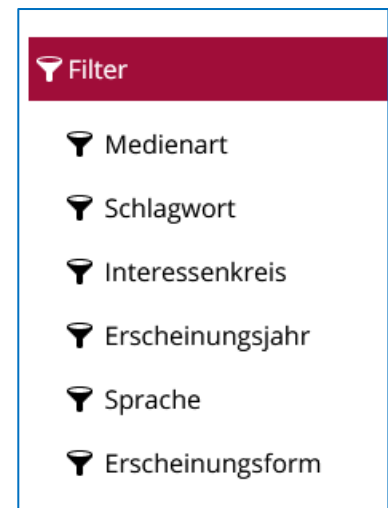 Filter
Medienart
Schlagwort
Interessenkreis
Erscheinungsjahr
Sprache
Erscheinungsform